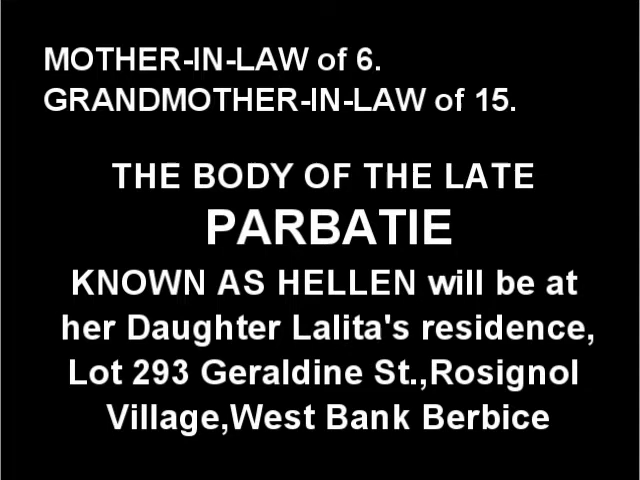 MOTHER-IN-LAW of 6.
GRANDMOTHER-IN-LAW of 15.
THE BODY OF THE LATE
PARBATIE
KNOWN AS HELLEN will be at
her Daughter Lalita's residence,
Lot 293 Geraldine St.,Rosignol
Village,West Bank Berbice